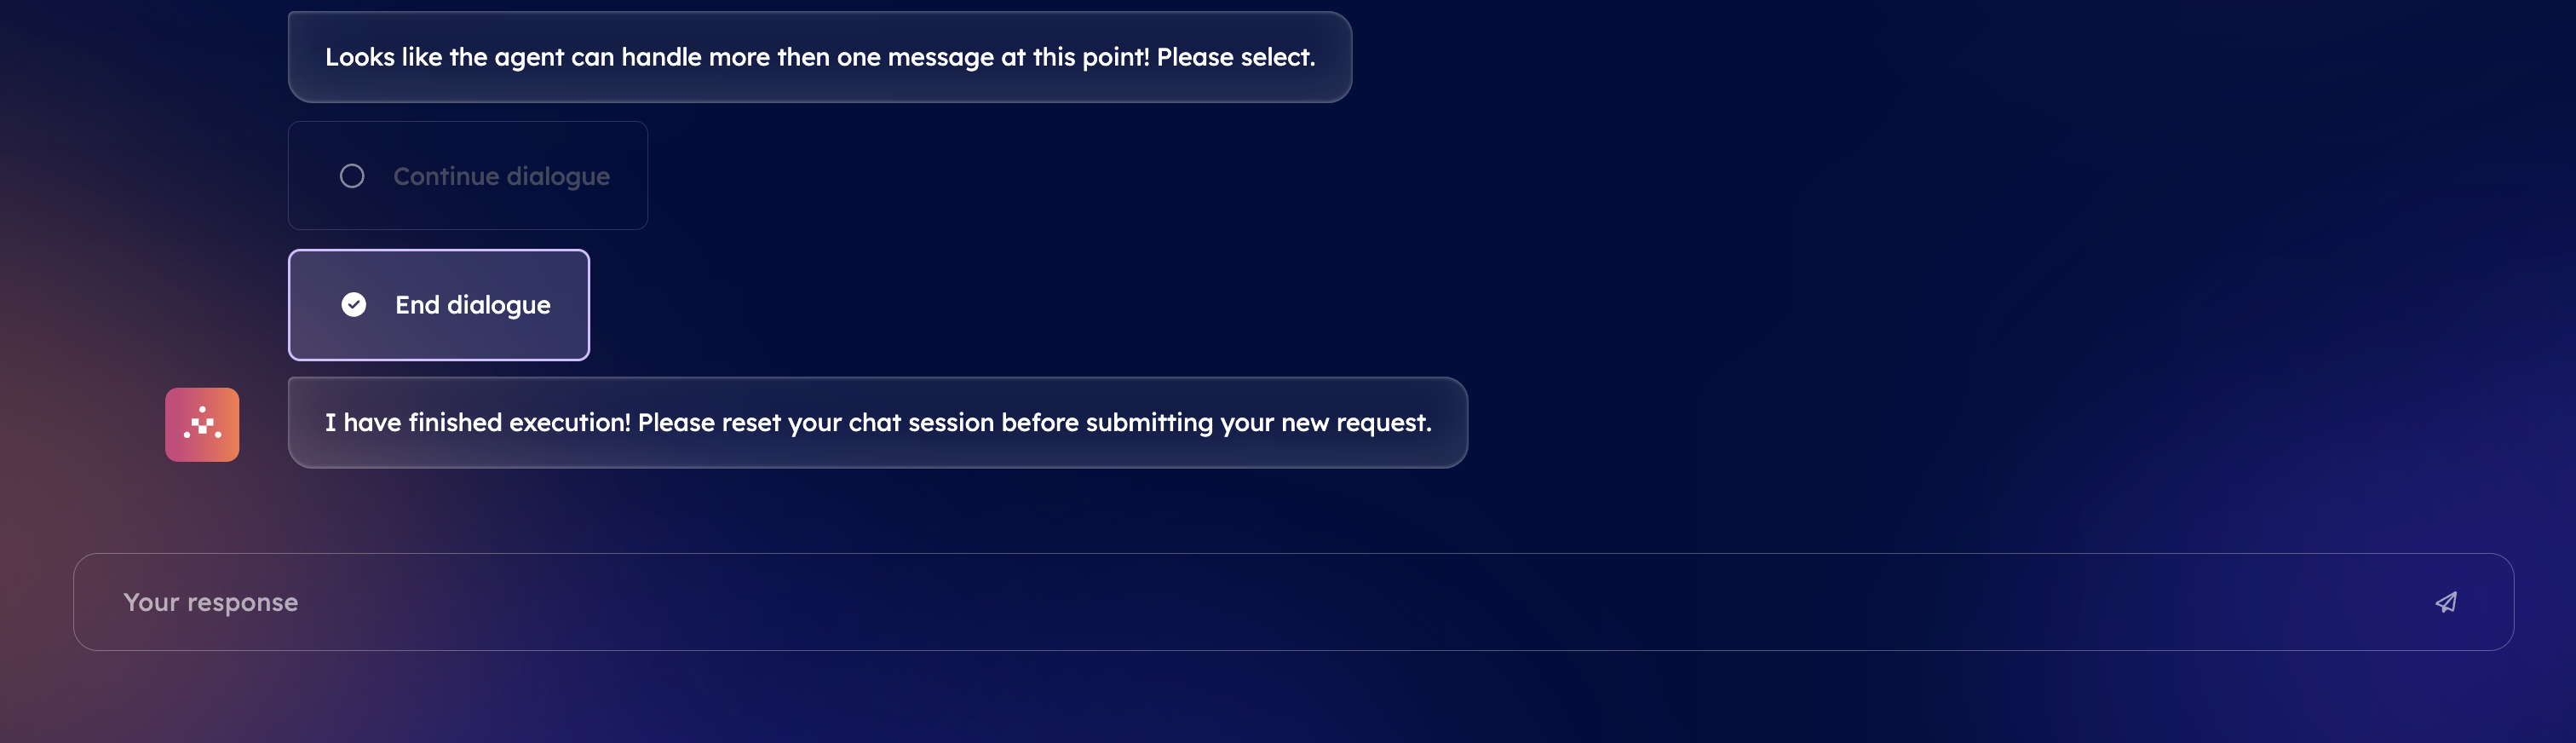 Looks like the agent can handle more then one message at this point! Please select.
Continue dialogue
End dialogue
I have finished execution! Please reset your chat session before submitting your new request.
Your response